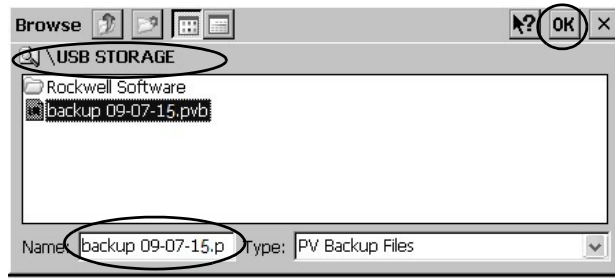 Browse ? OK ×
\USB STORAGE
Rockwell Software
backup 09-07-15.pvb
Name: backup 09-07-15.p Type: PV Backup Files